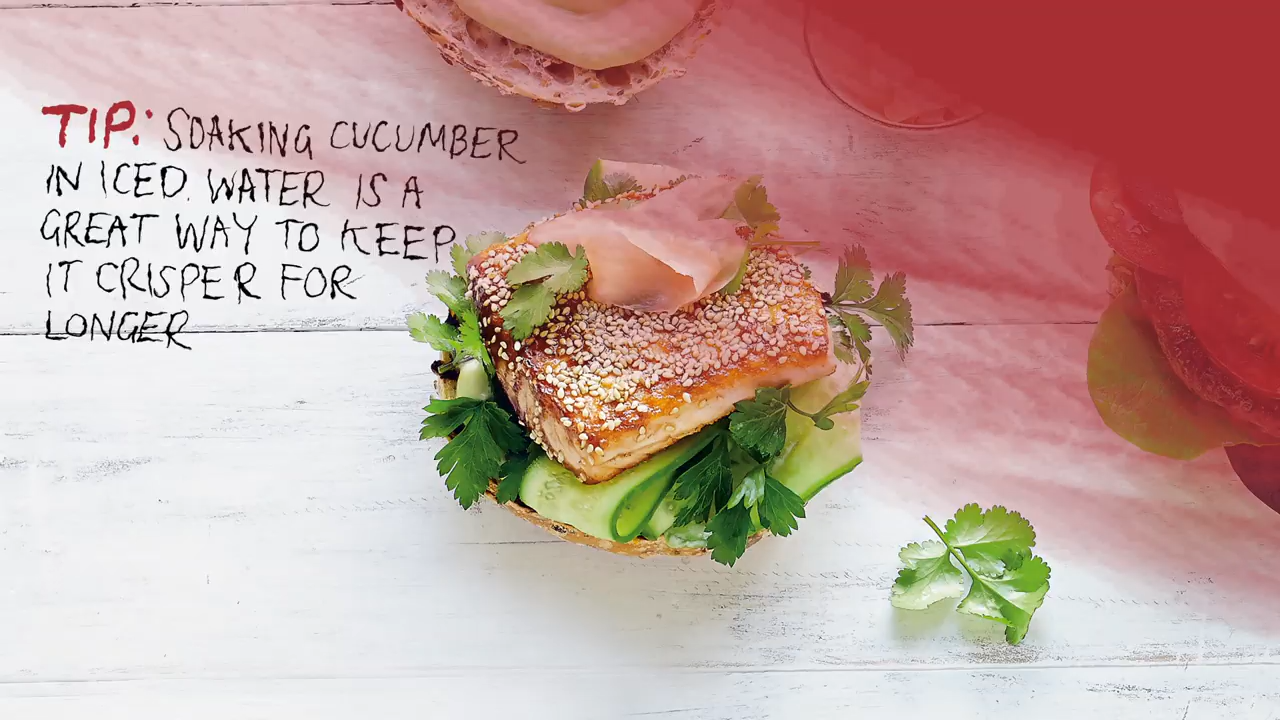 TIP: SOAKING CUCUMBER
IN ICED WATER IS A
GREAT WAY TO KEEP
IT CRISPER FOR
LONGER